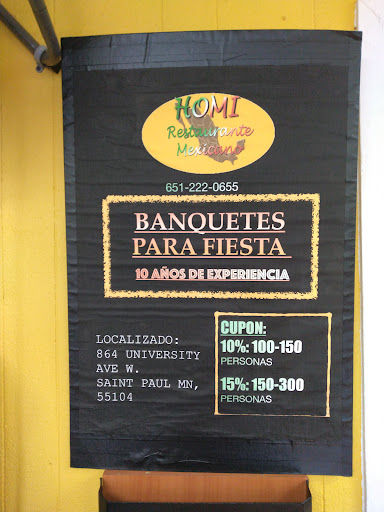 HOMI
Restaurante
Mexicano
651-222-0655
BANQUETES
PARA FIESTA
10 AÑOS DE EXPERIENCIA
LOCALIZADO:
864 UNIVERSITY
AVE W.
SAINT PAUL MN,
55104
CUPON:
10%: 100-150
PERSONAS
15%: 150-300
PERSONAS